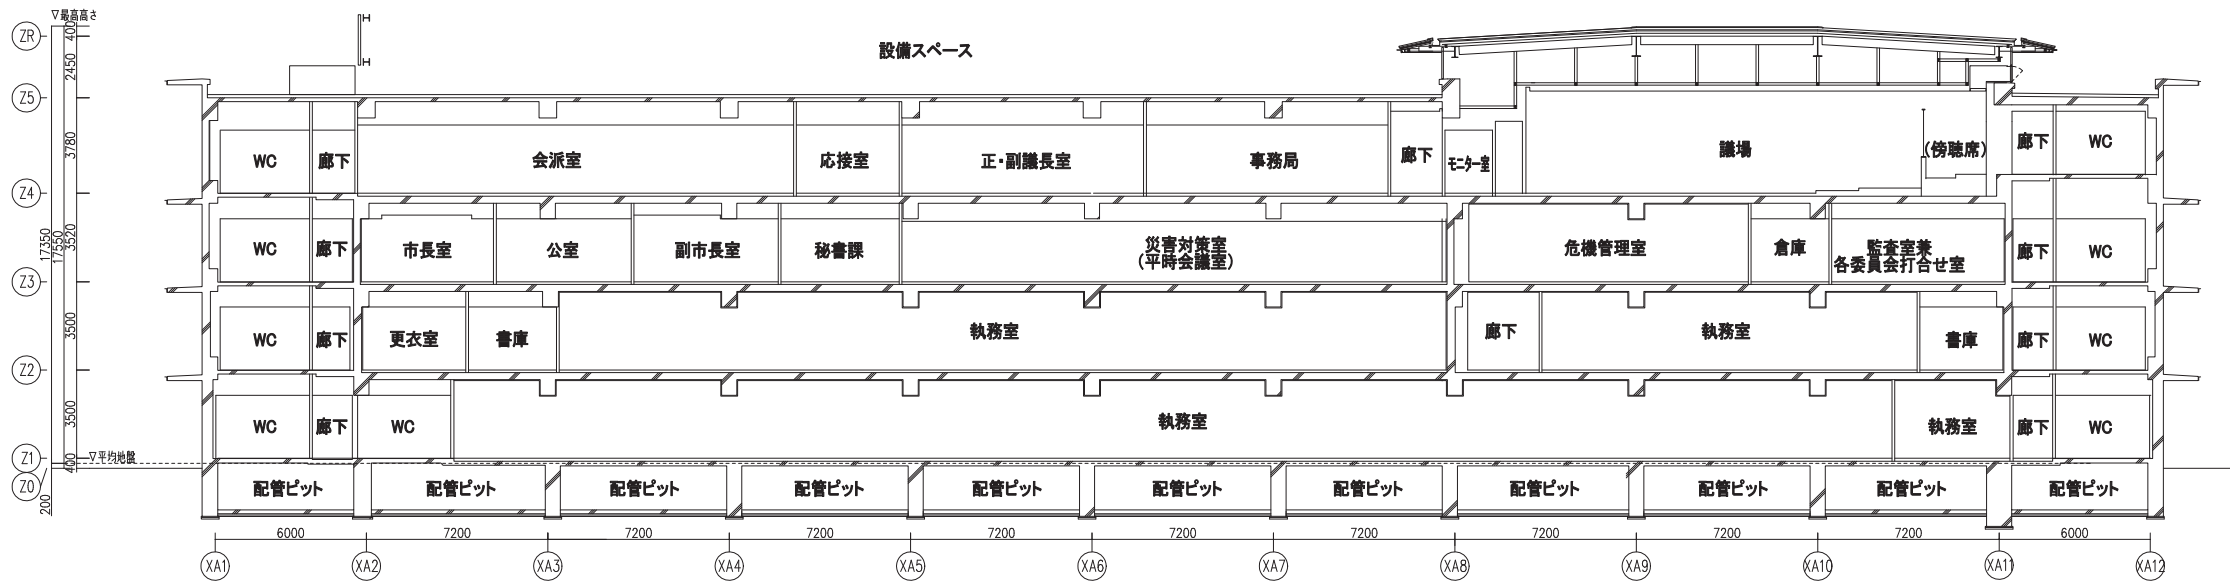 ▽最高高さ
ZR
400
設備スペース
2450
Z5
3780
WC
廊下
会派室
応接室
正・副議長室
事務局
廊下
モニター室
議場
(傍聴席)
廊下
WC
Z4
17350
17550
3520
WC
廊下
市長室
公室
副市長室
秘書課
災害対策室
(平時会議室)
危機管理室
倉庫
監査室兼
各委員会打合せ室
廊下
WC
Z3
3500
WC
廊下
更衣室
書庫
執務室
廊下
執務室
書庫
廊下
WC
Z2
3500
WC
廊下
WC
執務室
執務室
廊下
WC
Z1
▽平均地盤
400
Z0
200
配管ピット
配管ピット
配管ピット
配管ピット
配管ピット
配管ピット
配管ピット
配管ピット
配管ピット
配管ピット
配管ピット
6000
7200
7200
7200
7200
7200
7200
7200
7200
7200
6000
XA1
XA2
XA3
XA4
XA5
XA6
XA7
XA8
XA9
XA10
XA11
XA12